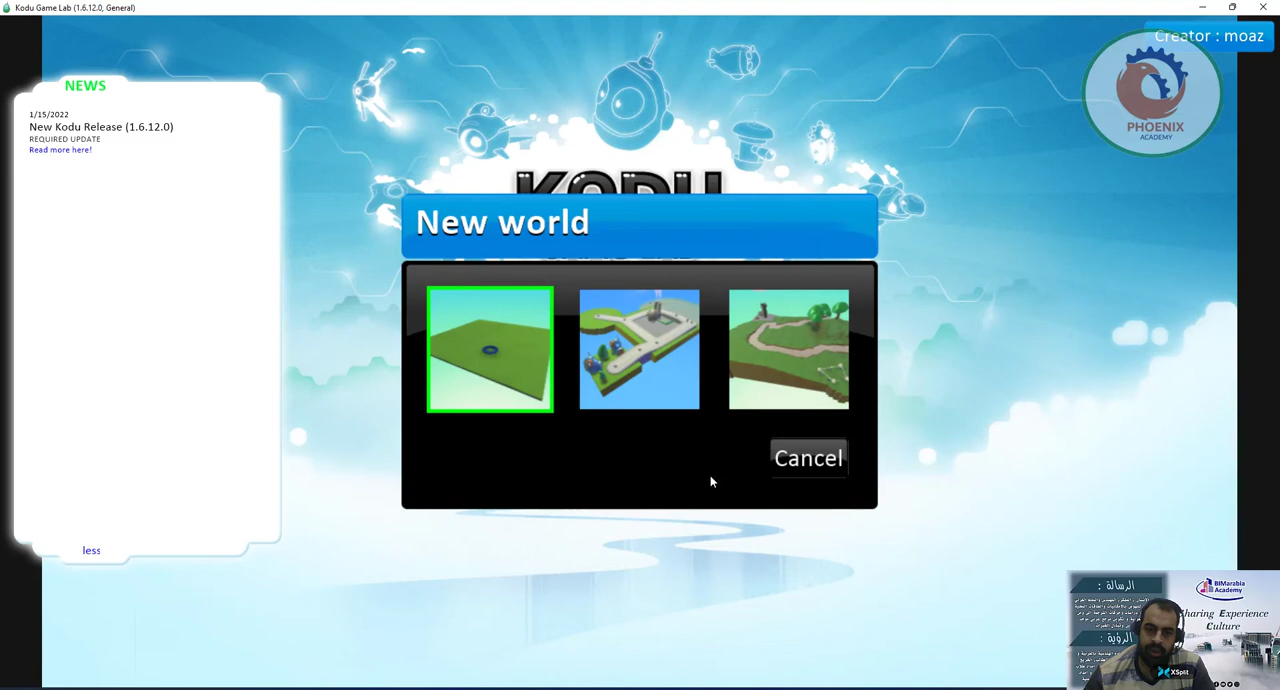 Kodu Game Lab (1.6.12.0, General)
Creator : moaz
PHOENIX
ACADEMY
NEWS
1/15/2022
New Kodu Release (1.6.12.0)
REQUIRED UPDATE
Read more here!
KODU
New world
Cancel
less
الرسالة :
BIMarabia
Academy
Sharing Experience
Culture
الرؤية :
XSplit